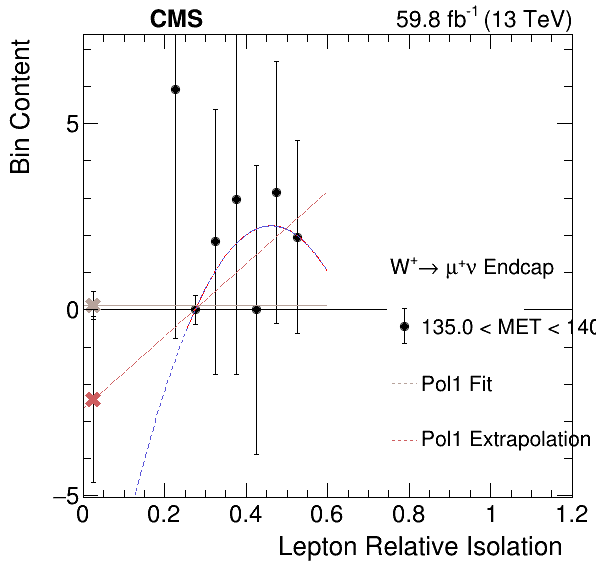 CMS 59.8 fb⁻¹ (13 TeV)
Bin Content
5
0
−5
W⁺→ μ⁺ν Endcap
135.0 < MET < 140
Pol1 Fit
Pol1 Extrapolation
0 0.2 0.4 0.6 0.8 1 1.2
Lepton Relative Isolation